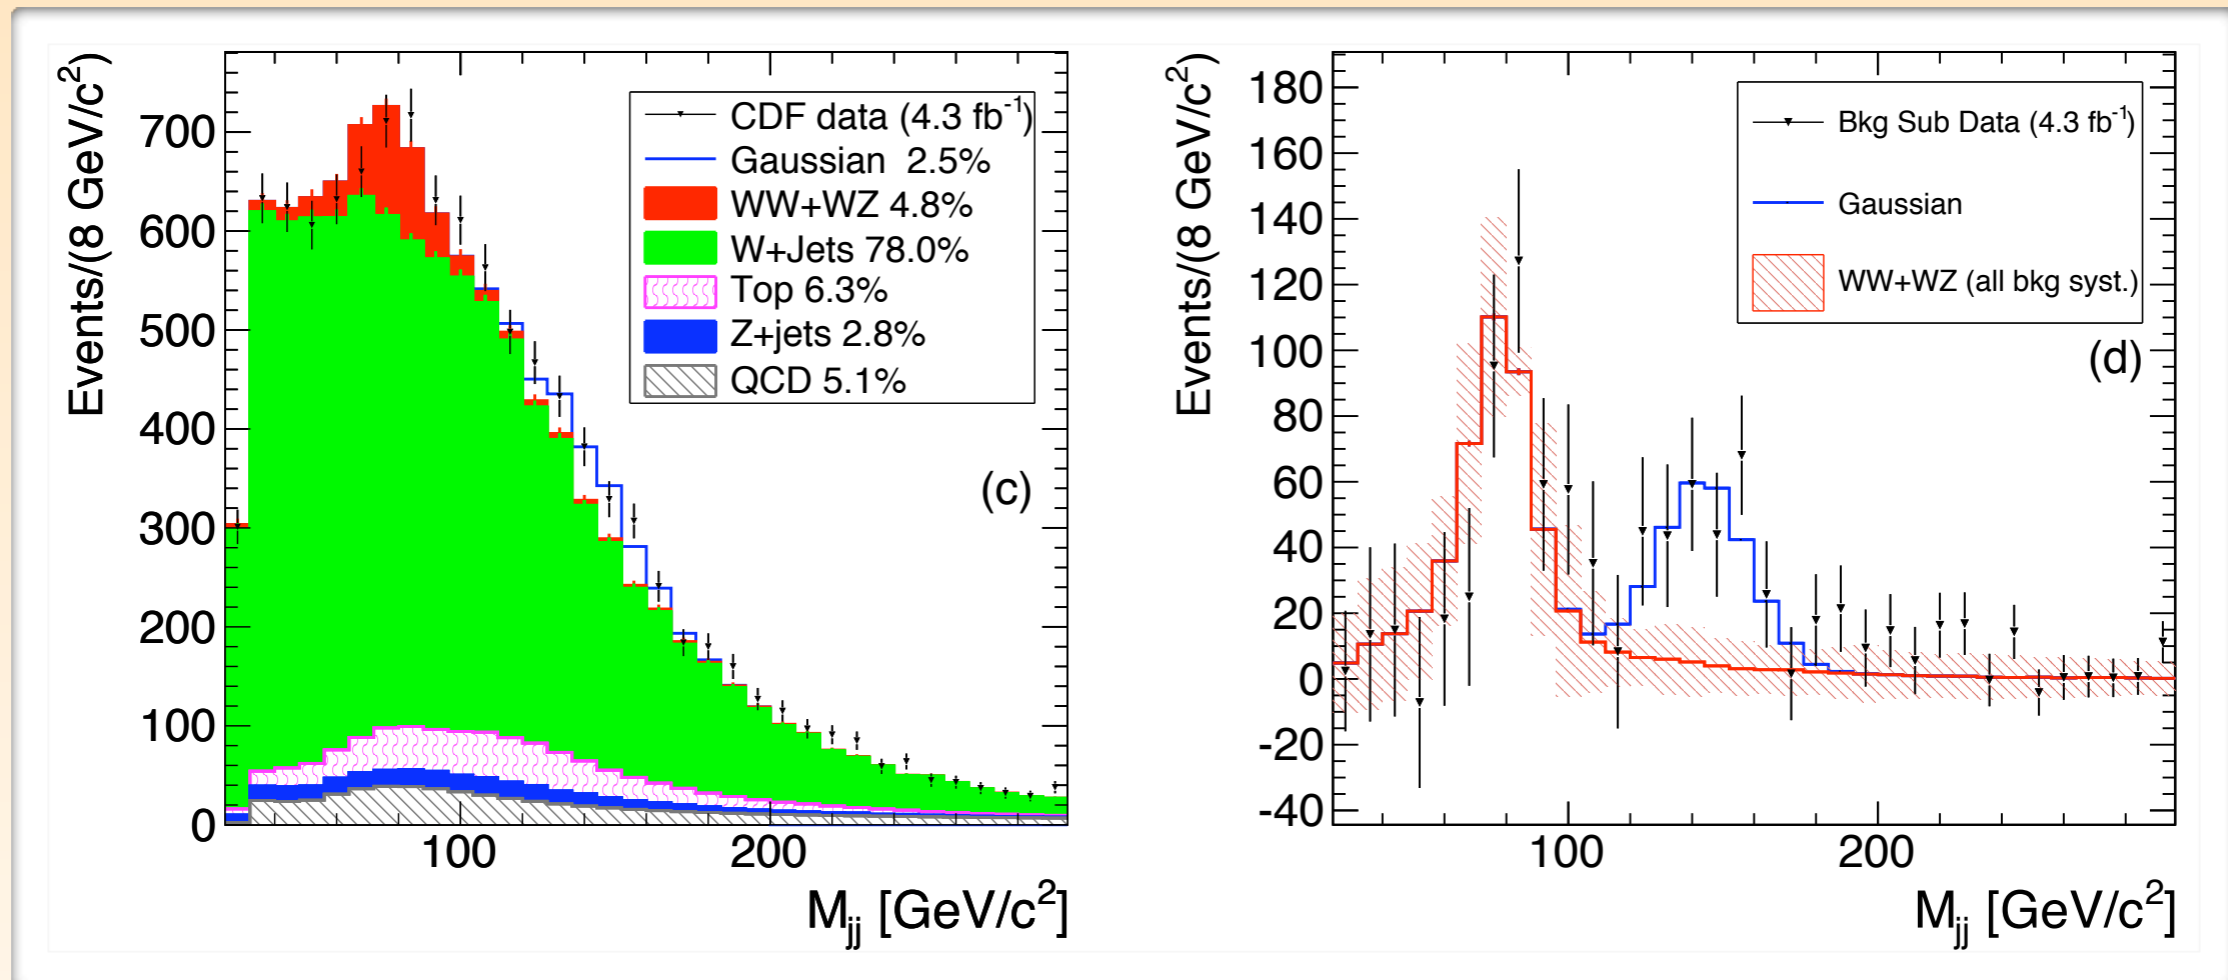 Events/(8 GeV/c²)
700
600
500
400
300
200
100
0
100
200
M_jj [GeV/c²]
CDF data (4.3 fb⁻¹)
Gaussian 2.5%
WW+WZ 4.8%
W+Jets 78.0%
Top 6.3%
Z+jets 2.8%
QCD 5.1%
(c)
Events/(8 GeV/c²)
180
160
140
120
100
80
60
40
20
0
-20
-40
100
200
M_jj [GeV/c²]
Bkg Sub Data (4.3 fb⁻¹)
Gaussian
WW+WZ (all bkg syst.)
(d)